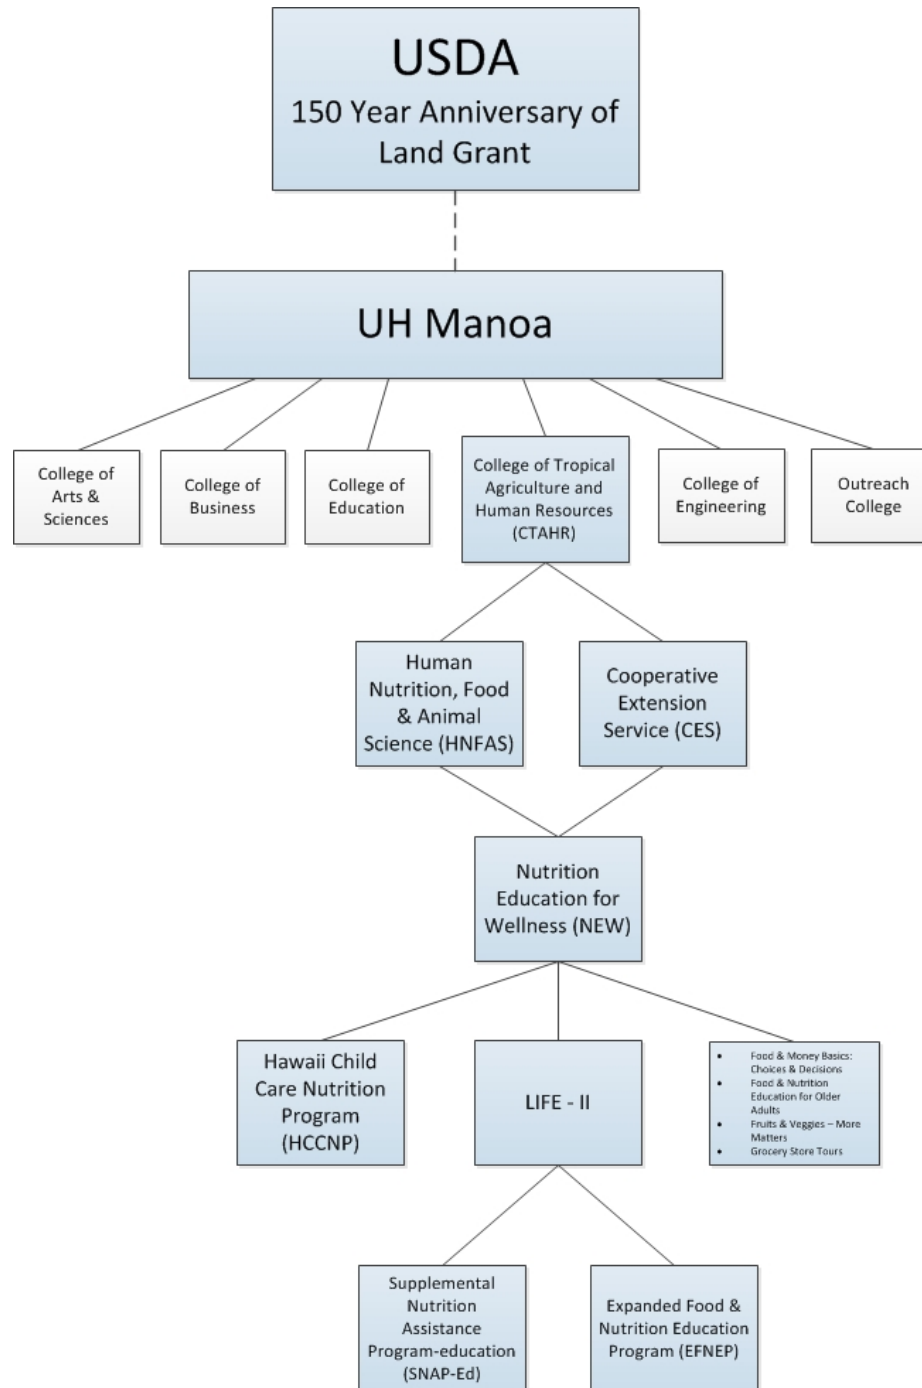 USDA
150 Year Anniversary of
Land Grant
UH Manoa
College of
Arts &
Sciences
College of
Business
College of
Education
College of Tropical
Agriculture and
Human Resources
(CTAHR)
College of
Engineering
Outreach
College
Human
Nutrition, Food
& Animal
Science (HNFAS)
Cooperative
Extension
Service (CES)
Nutrition
Education for
Wellness (NEW)
Hawaii Child
Care Nutrition
Program
(HCCNP)
LIFE - II
• Food & Money Basics:
Choices & Decisions
• Food & Nutrition
Education for Older
Adults
• Fruits & Veggies – More
Matters
• Grocery Store Tours
Supplemental
Nutrition
Assistance
Program-education
(SNAP-Ed)
Expanded Food &
Nutrition Education
Program (EFNEP)